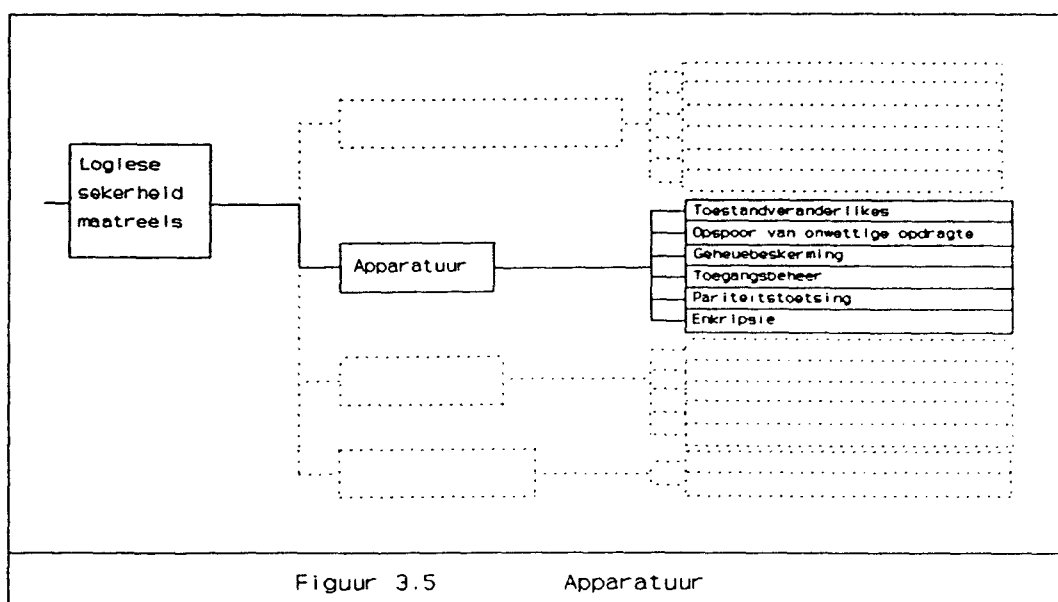 Logiese
sekerheid
maatreels
Apparatuur
Toestandveranderlikes
Opspoor van onwettige opdragte
Geheuebeskerming
Toegangsbeheer
Pariteitstoetsing
Enkripsie
Figuur 3.5 Apparatuur